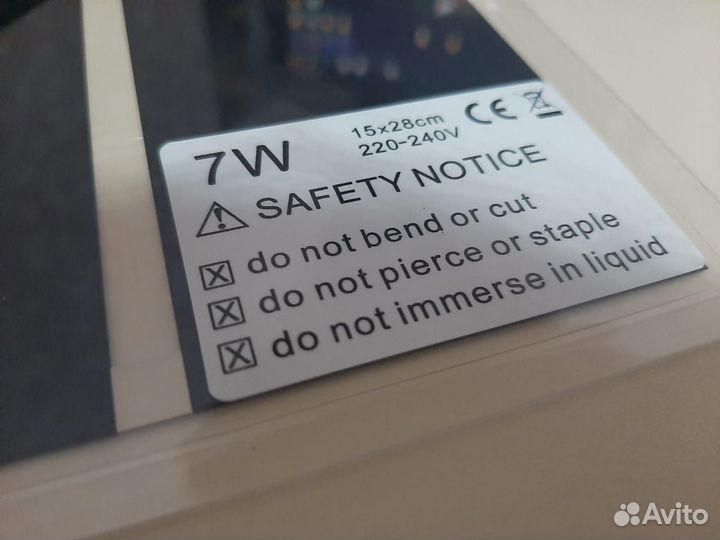 7W
15x28cm
220-240V
CE
SAFETY NOTICE
do not bend or cut
do not pierce or staple
do not immerse in liquid
Avito